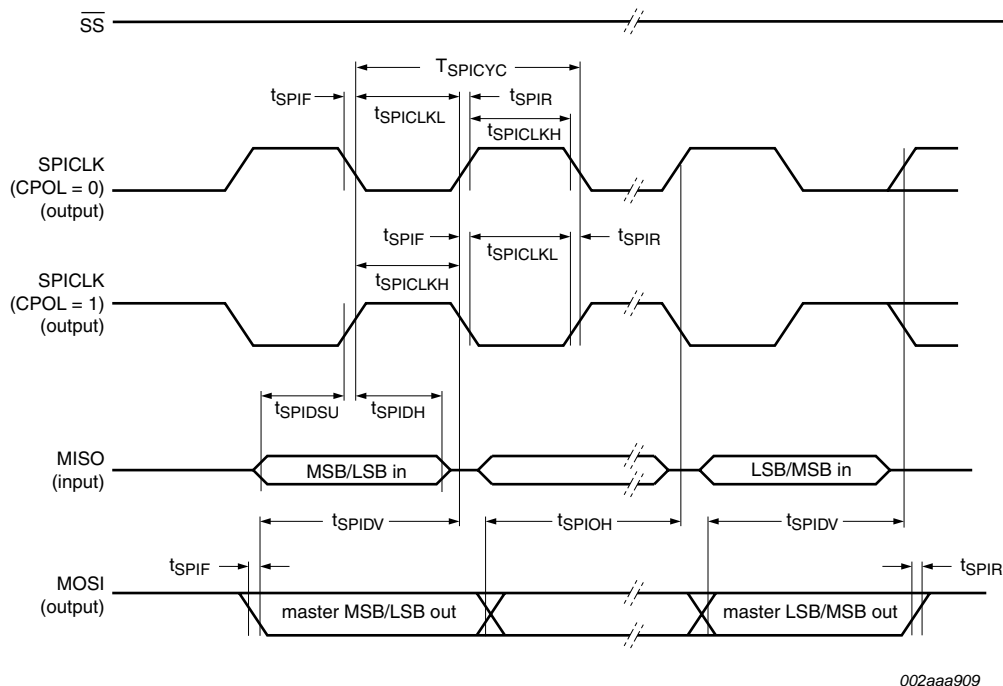 SS
TSPICYC
tSPIF
tSPICLKL
tSPIR
tSPICLKH
SPICLK
(CPOL = 0)
(output)
tSPIF
tSPICLKL
tSPIR
tSPICLKH
SPICLK
(CPOL = 1)
(output)
tSPIDSU
tSPIDH
MISO
(input)
MSB/LSB in
LSB/MSB in
tSPIDV
tSPIOH
tSPIDV
tSPIF
tSPIR
MOSI
(output)
master MSB/LSB out
master LSB/MSB out
002aaa909